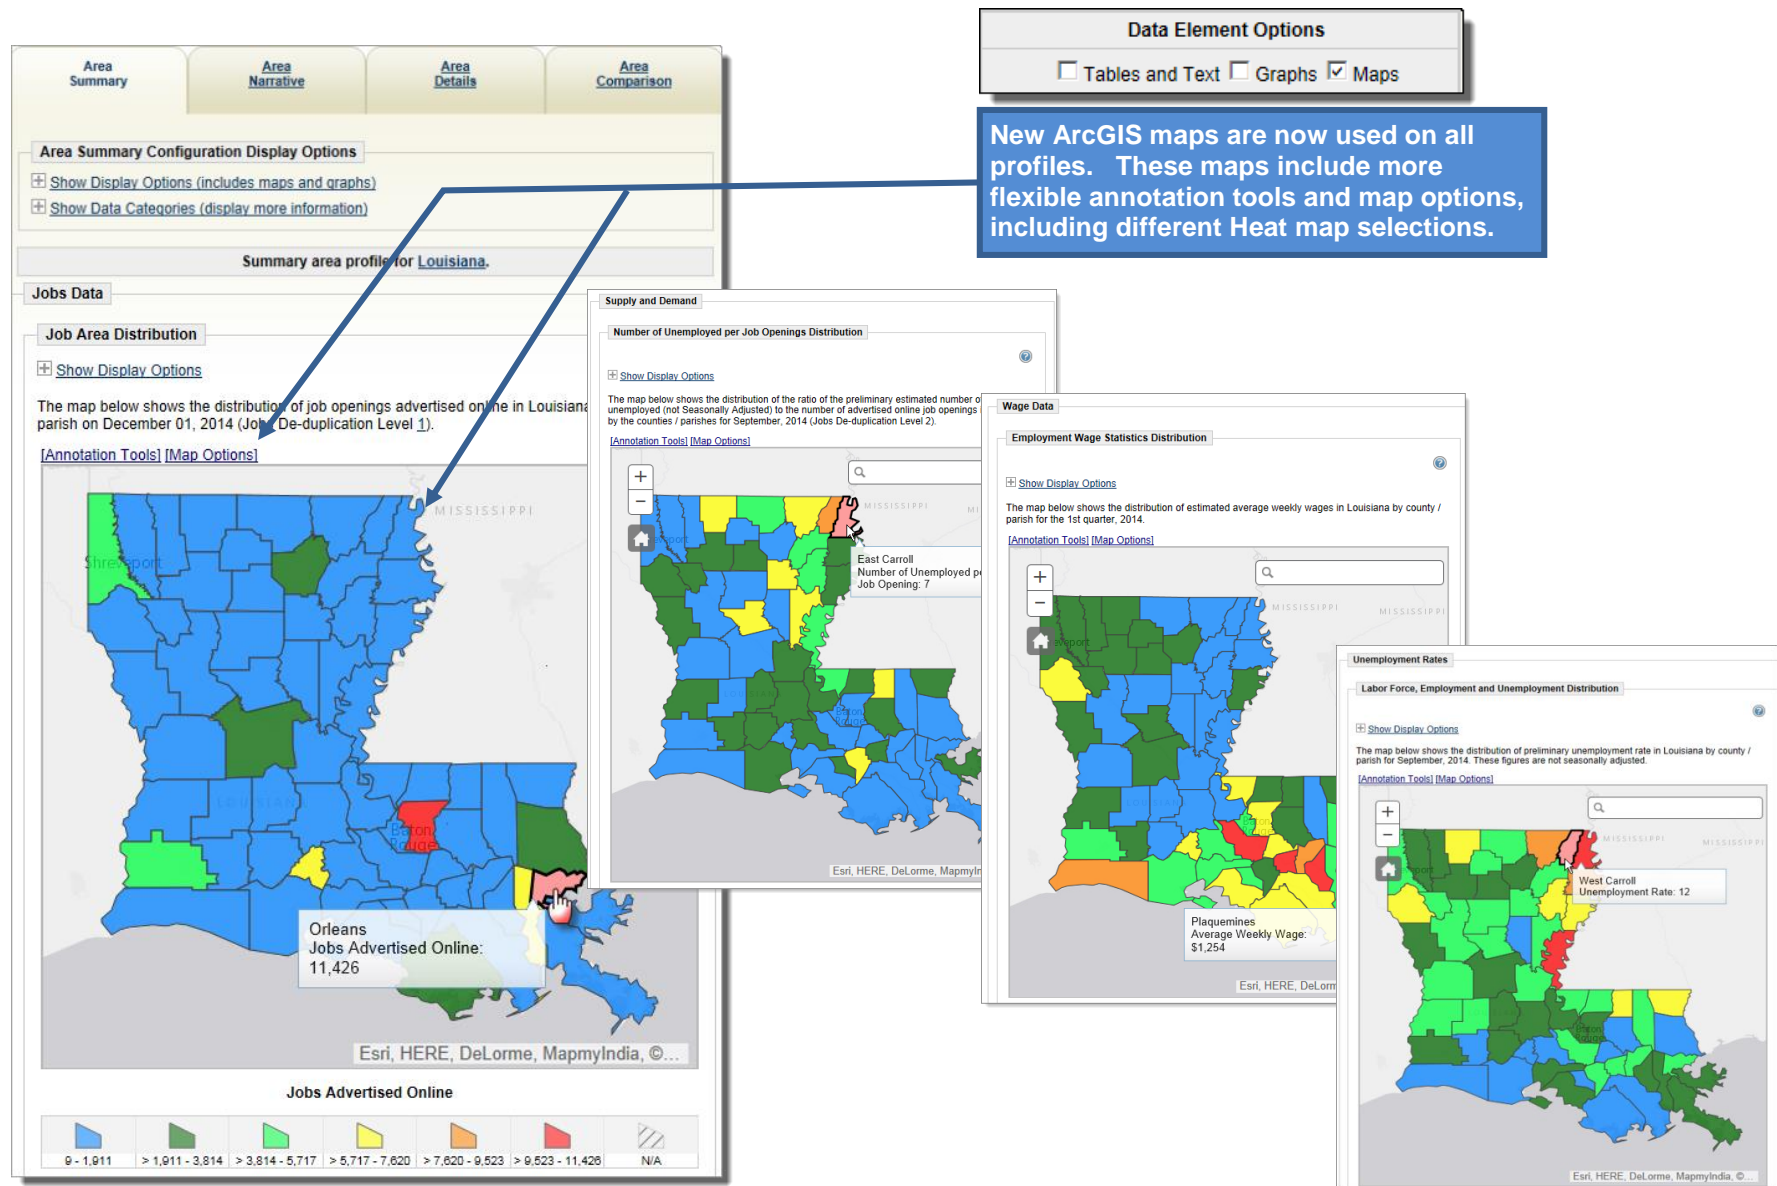 Data Element Options
Tables and Text Graphs Maps
New ArcGIS maps are now used on all
profiles. These maps include more
flexible annotation tools and map options,
including different Heat map selections.
Area
Summary
Area
Narrative
Area
Details
Area
Comparison
Area Summary Configuration Display Options
Show Display Options (includes maps and graphs)
Show Data Categories (display more information)
Summary area profile for Louisiana.
Jobs Data
Job Area Distribution
Show Display Options
The map below shows the distribution of job openings advertised online in Louisiana
parish on December 01, 2014 (Jobs De-duplication Level 1).
[Annotation Tools] [Map Options]
MISSISSIPPI
Shreveport
LOUISIANA
Baton
Rouge
Orleans
Jobs Advertised Online:
11,426
Esri, HERE, DeLorme, MapmyIndia, ©...
Jobs Advertised Online
9 - 1,911
> 1,911 - 3,814
> 3,814 - 5,717
> 5,717 - 7,620
> 7,620 - 9,523
> 9,523 - 11,426
N/A
Supply and Demand
Number of Unemployed per Job Openings Distribution
Show Display Options
The map below shows the distribution of the ratio of the preliminary estimated number of
unemployed (not Seasonally Adjusted) to the number of advertised online job openings
by the counties / parishes for September, 2014 (Jobs De-duplication Level 2).
[Annotation Tools] [Map Options]
MISSISSIPPI
East Carroll
Number of Unemployed pe
Job Opening: 7
Baton
Rouge
Esri, HERE, DeLorme, MapmyIn
Wage Data
Employment Wage Statistics Distribution
Show Display Options
The map below shows the distribution of estimated average weekly wages in Louisiana by county /
parish for the 1st quarter, 2014.
[Annotation Tools] [Map Options]
MISSISSIPPI
MISSISSIPPI
Plaquemines
Average Weekly Wage:
$1,254
Esri, HERE, DeLorm
Unemployment Rates
Labor Force, Employment and Unemployment Distribution
Show Display Options
The map below shows the distribution of preliminary unemployment rate in Louisiana by county /
parish for September, 2014. These figures are not seasonally adjusted.
[Annotation Tools] [Map Options]
MISSISSIPPI
MISSISSIPPI
West Carroll
Unemployment Rate: 12
Esri, HERE, DeLorme, MapmyIndia, ©...